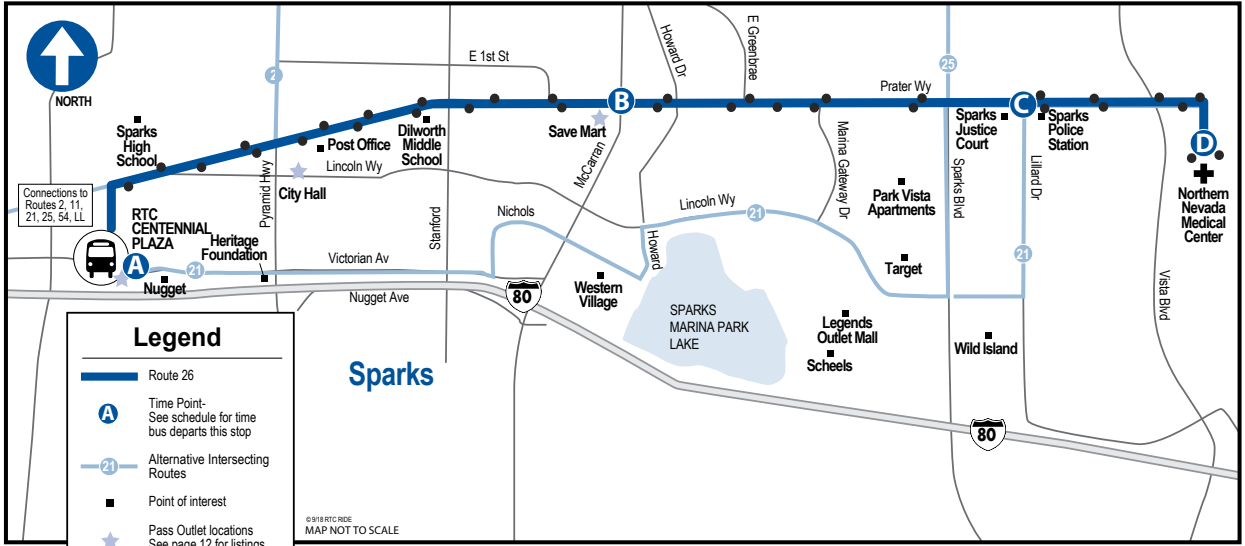 NORTH
E 1st St
Howard Dr
E Greenbrae
2
25
B
Prater Wy
C
Sparks
High
School
Post Office
Dilworth
Middle
School
Save Mart
Sparks
Justice
Court
Sparks
Police
Station
D
Lincoln Wy
City Hall
Pyramid Hwy
Stanford
McCarran
Marina Gateway Dr
Sparks Blvd
Lillard Dr
Park Vista
Apartments
Northern
Nevada
Medical
Center
Connections to
Routes 2, 11,
21, 25, 54, LL
RTC
CENTENNIAL
PLAZA
A
21
Nugget
Heritage
Foundation
Victorian Av
Nichols
Howard
Lincoln Wy
21
21
Target
Nugget Ave
80
Western
Village
SPARKS
MARINA PARK
LAKE
Legends
Outlet Mall
Scheels
Wild Island
Vista Blvd
80
Sparks
Legend
Route 26
A
Time Point-
See schedule for time
bus departs this stop
21
Alternative Intersecting
Routes
Point of interest
Pass Outlet locations
See page 12 for listings
© 9/18 RTC RIDE
MAP NOT TO SCALE